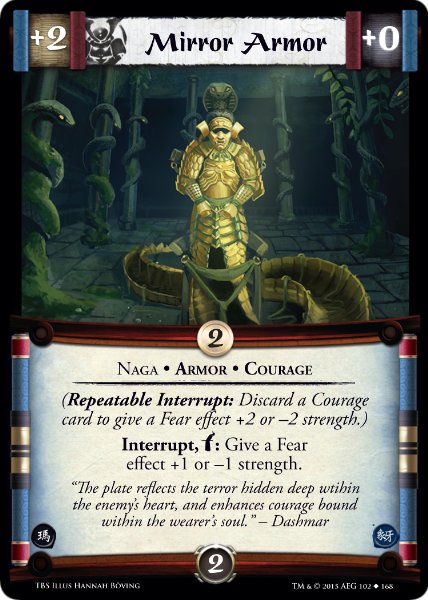 +2
Mirror Armor
+0
2
Naga • Armor • Courage
(Repeatable Interrupt: Discard a Courage
card to give a Fear effect +2 or –2 strength.)
Interrupt, : Give a Fear
effect +1 or –1 strength.
“The plate reflects the terror hidden deep wtihin
the enemy’s heart, and enhances courage bound
within the wearer’s soul.” – Dashmar
瑪
2
TBS Illus Hannah Böving
TM & © 2015 AEG 102 ◆ 168